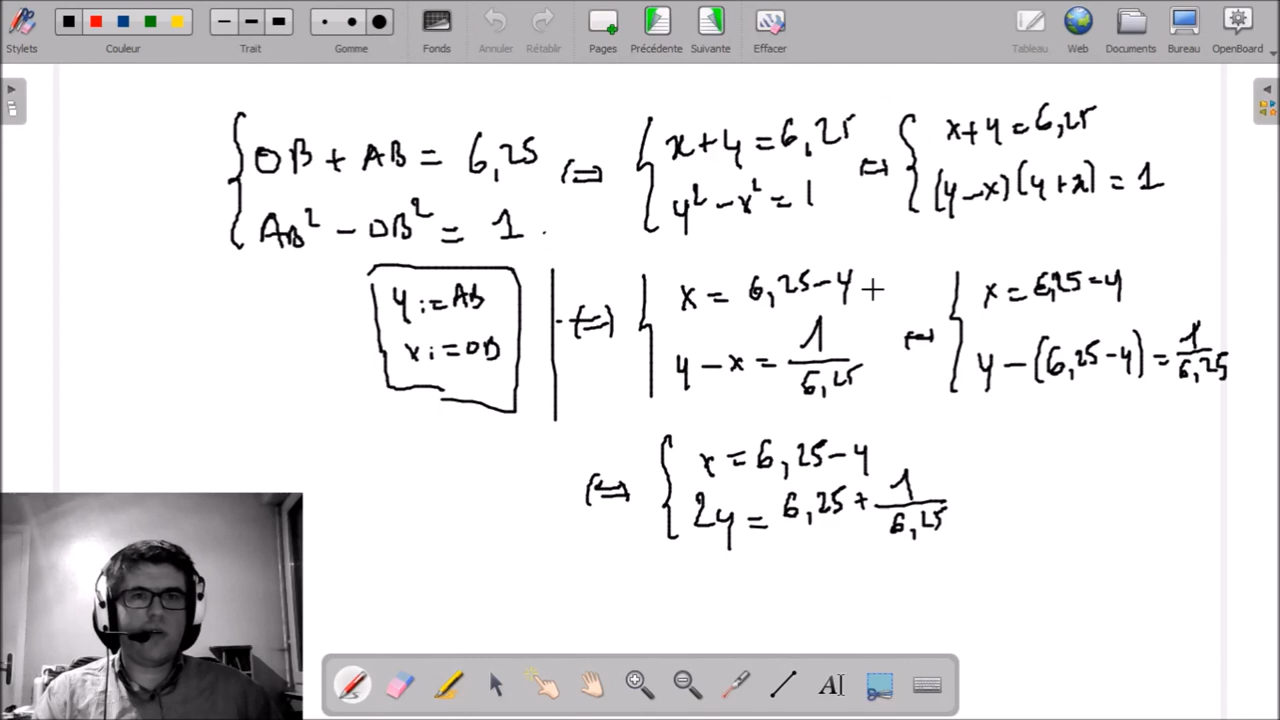 Stylets Couleur Trait Gomme Fonds Annuler Rétablir Pages Précédente Suivante Effacer Tableau Web Documents Bureau OpenBoard
OB + AB = 6,25 ⇔ x+y = 6,25 ⇔ x+y = 6,25
AB² − OB² = 1. y² − x² = 1 (y−x)(y+x) = 1
y := AB
x := OB
⇔ x = 6,25 − y ⇔ x = 6,25 − y
y − x = 1/6,25 y − (6,25 − y) = 1/6,25
⇔ x = 6,25 − y
2y = 6,25 + 1/6,25
AI